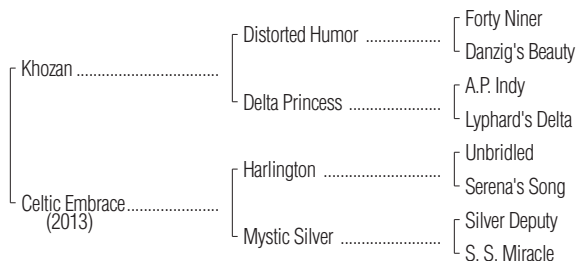 Forty Niner
Distorted Humor ..................
Danzig's Beauty
Khozan .................................
A.P. Indy
Delta Princess .......................
Lyphard's Delta
Unbridled
Harlington .............................
Serena's Song
Celtic Embrace .....................
(2013)
Silver Deputy
Mystic Silver ........................
S. S. Miracle